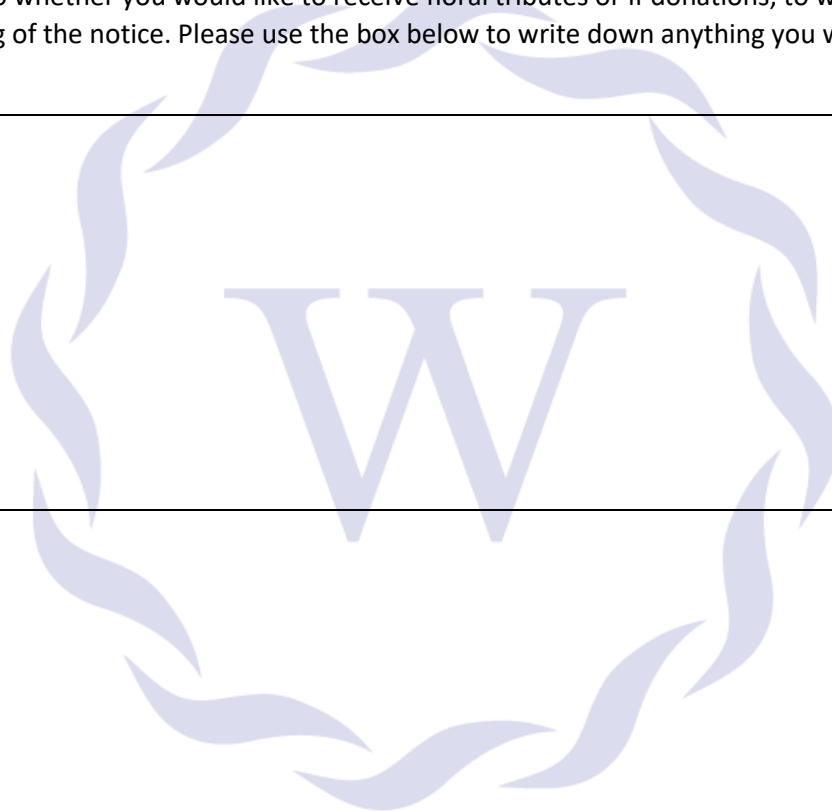 whether you would like to receive floral tributes or if donations, to w
g of the notice. Please use the box below to write down anything you w
W